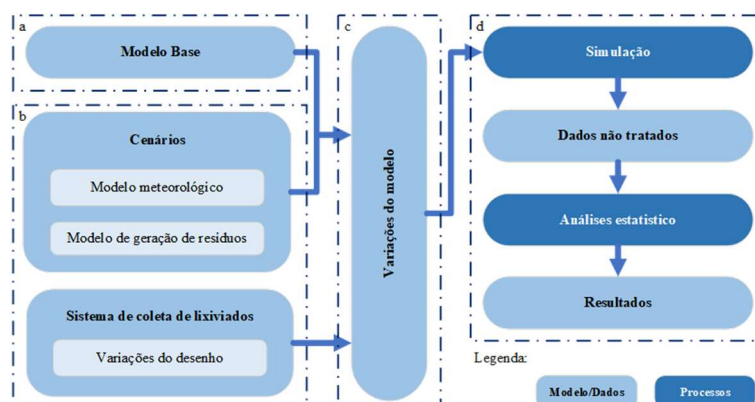 a
Modelo Base
b
Cenários
Modelo meteorológico
Modelo de geração de resíduos
Sistema de coleta de lixiviados
Variações do desenho
c
Variações do modelo
d
Simulação
Dados não tratados
Análises estatistico
Resultados
Legenda:
Modelo/Dados
Processos